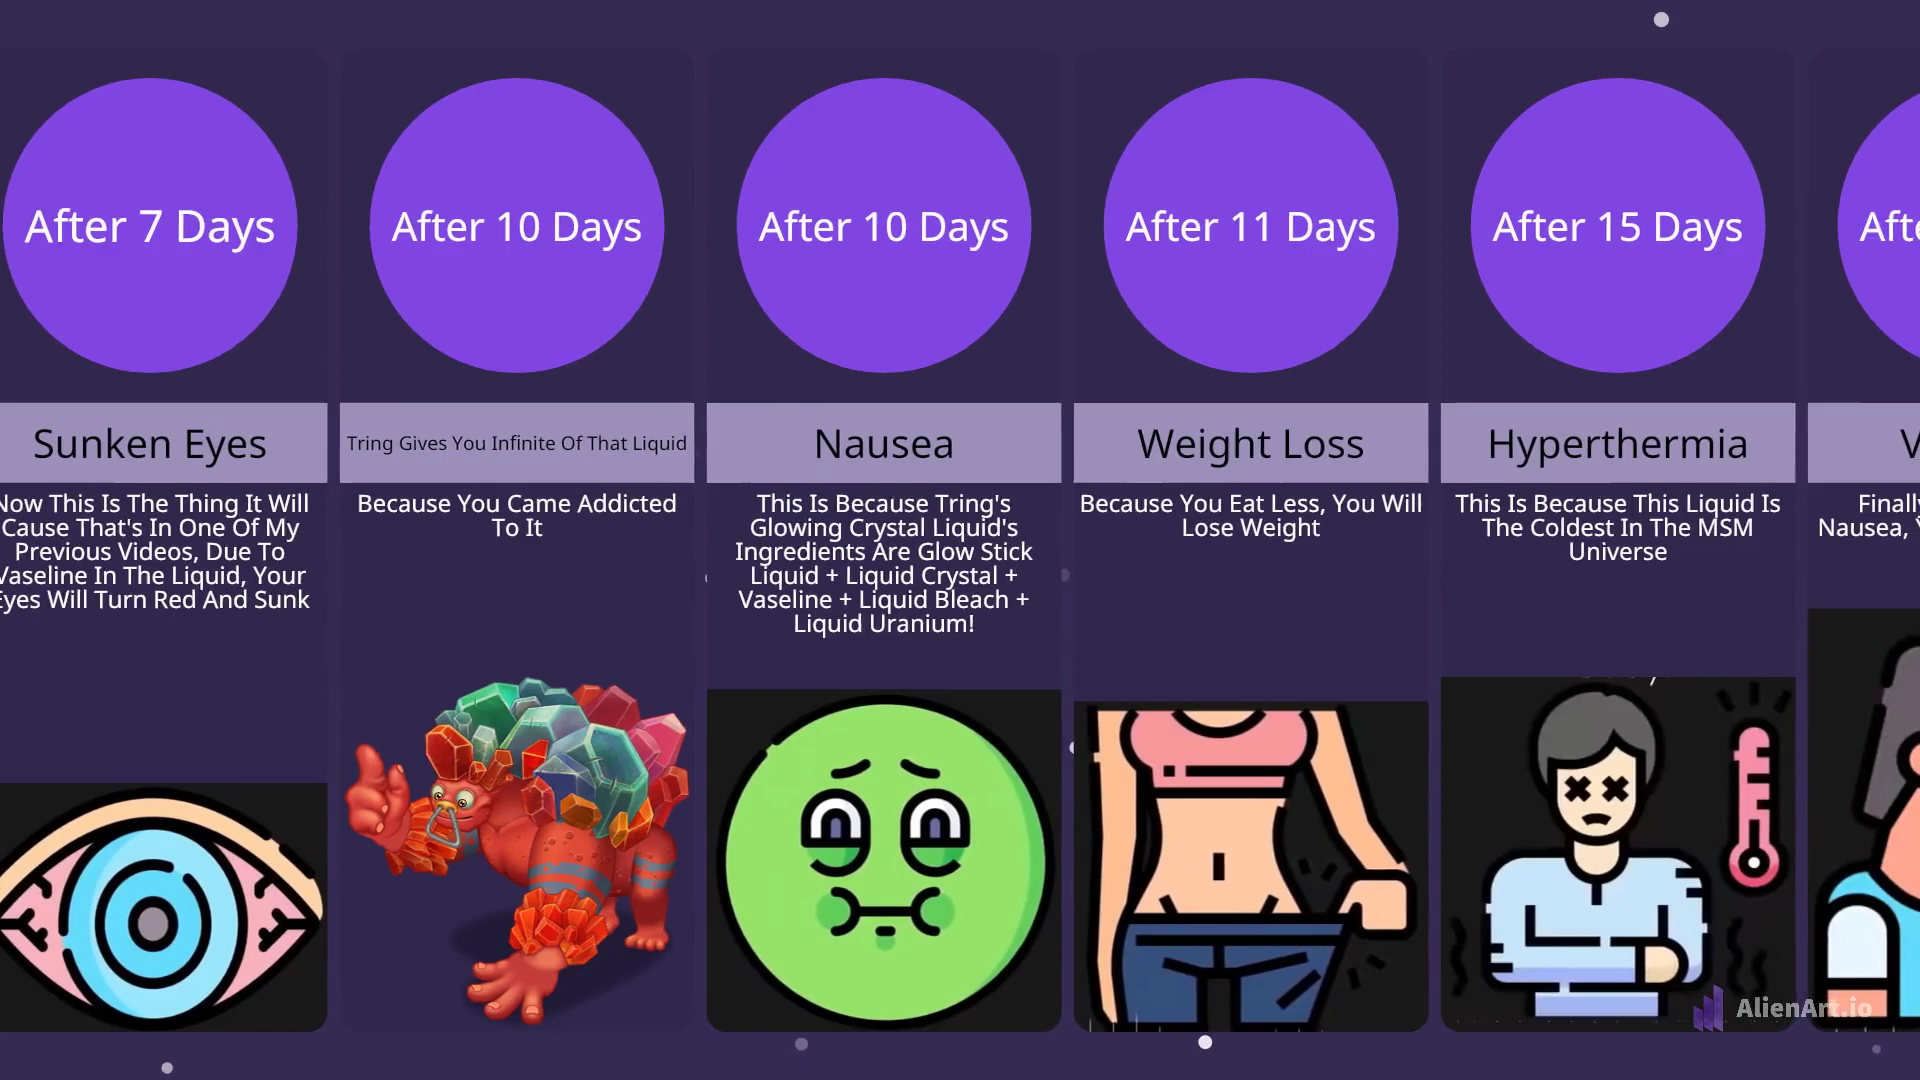 After 7 Days
Sunken Eyes
Now This Is The Thing It Will
Cause That's In One Of My
Previous Videos, Due To
Vaseline In The Liquid, Your
Eyes Will Turn Red And Sunk
After 10 Days
Tring Gives You Infinite Of That Liquid
Because You Came Addicted
To It
After 10 Days
Nausea
This Is Because Tring's
Glowing Crystal Liquid's
Ingredients Are Glow Stick
Liquid + Liquid Crystal +
Vaseline + Liquid Bleach +
Liquid Uranium!
After 11 Days
Weight Loss
Because You Eat Less, You Will
Lose Weight
After 15 Days
Hyperthermia
This Is Because This Liquid Is
The Coldest In The MSM
Universe
Finally
Nausea,
AlienArt.io